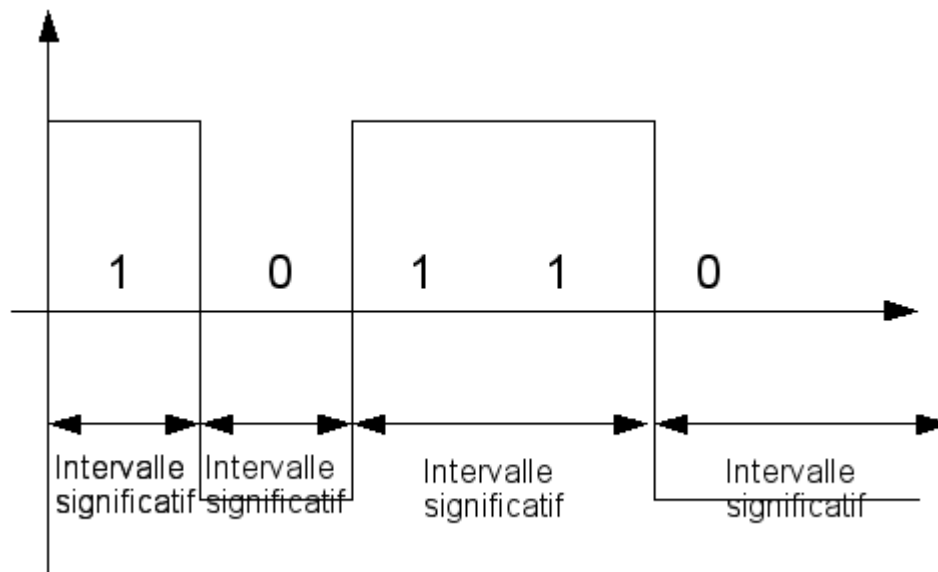 1 0 1 1 0
Intervalle
significatif
Intervalle
significatif
Intervalle
significatif
Intervalle
significatif